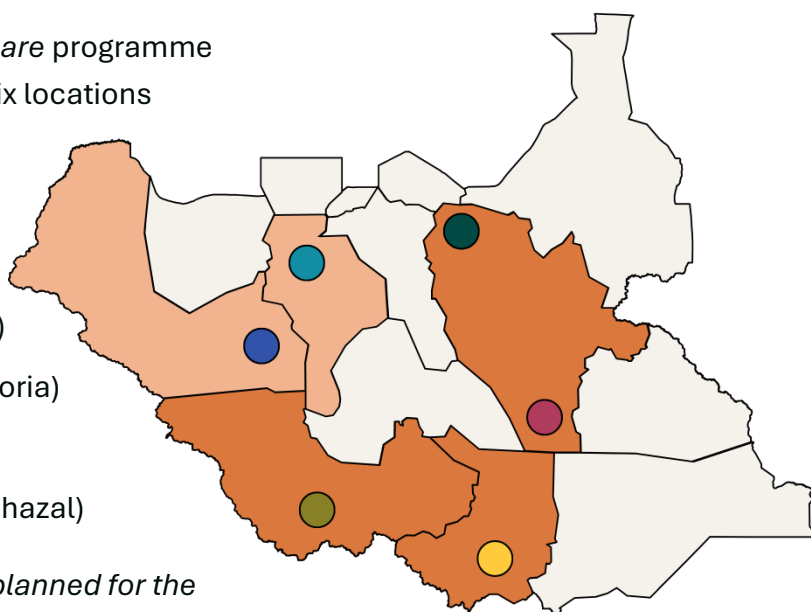 are programme
ix locations
)
oria)
hazal)
planned for the